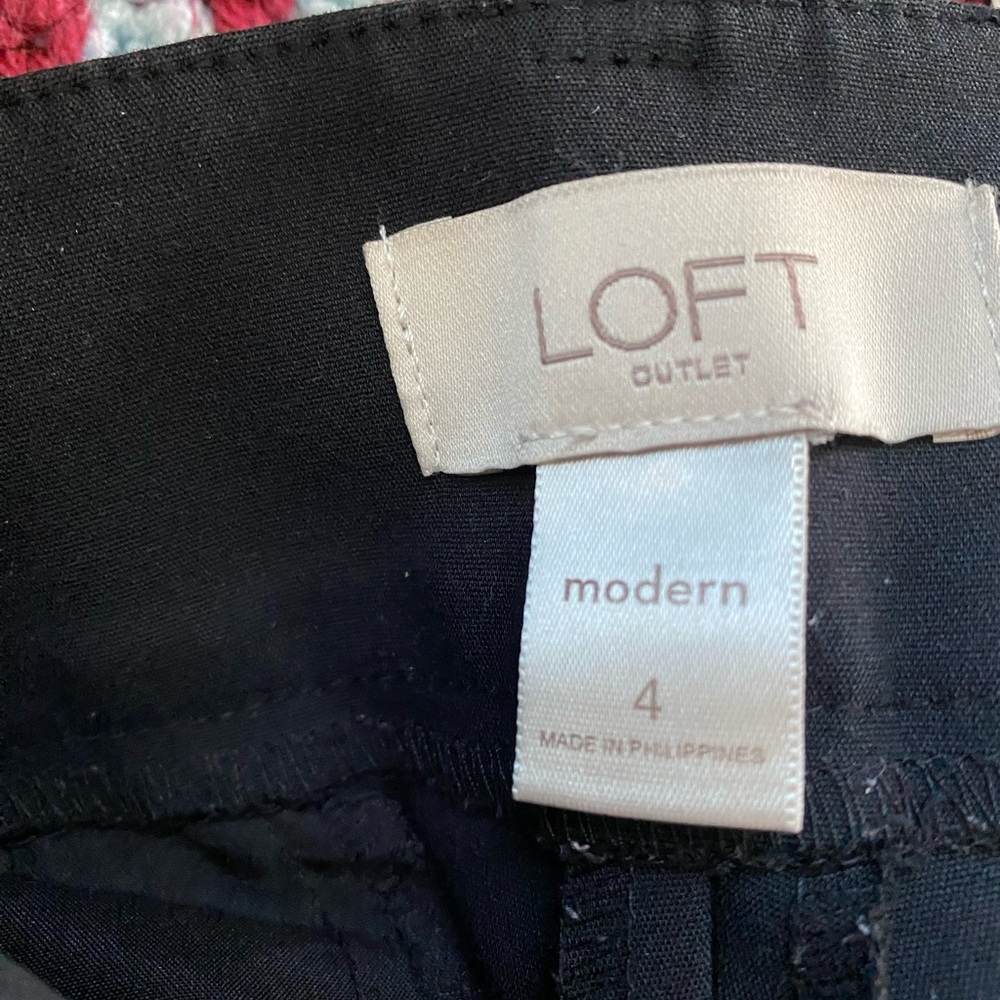 LOFT
OUTLET
modern
4
MADE IN PHILIPPINES